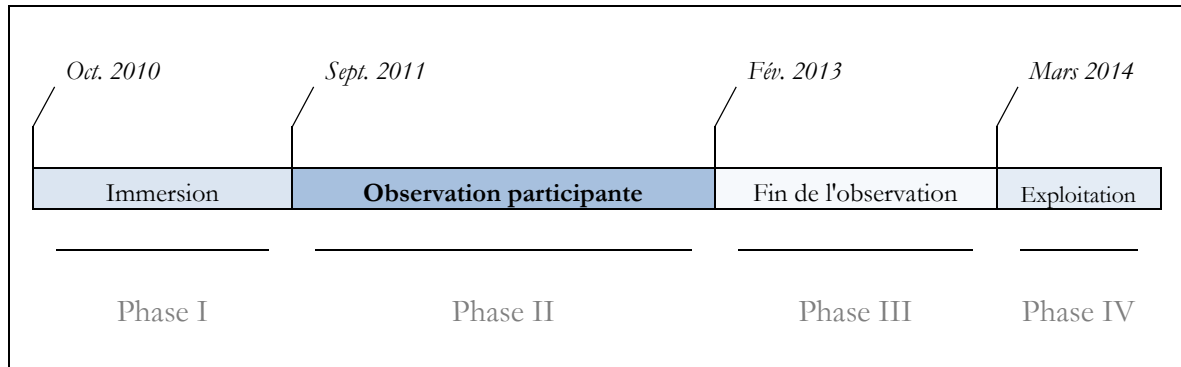 Oct. 2010 Sept. 2011 Fév. 2013 Mars 2014
Immersion Observation participante Fin de l'observation Exploitation
Phase I Phase II Phase III Phase IV